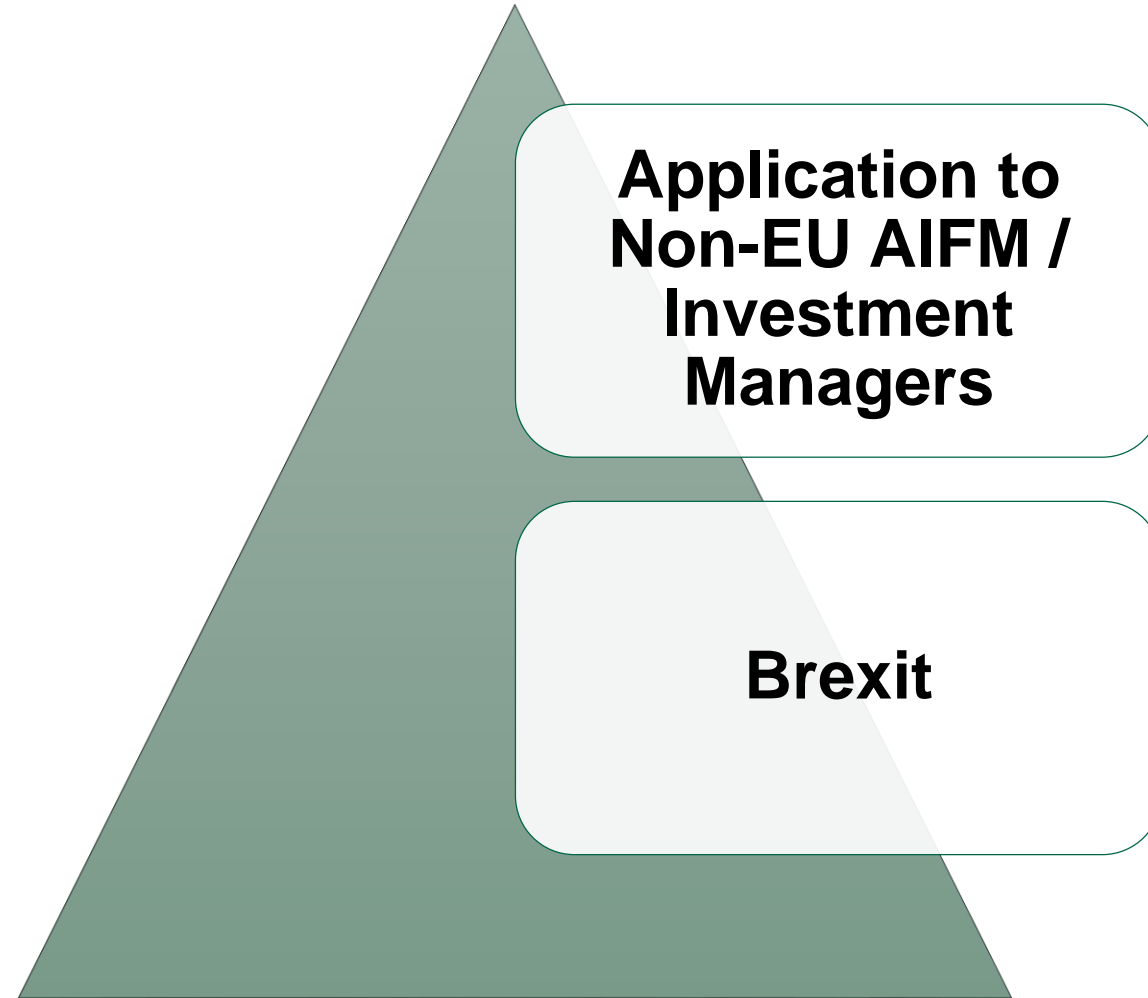 Application to
Non-EU AIFM /
Investment
Managers
Brexit